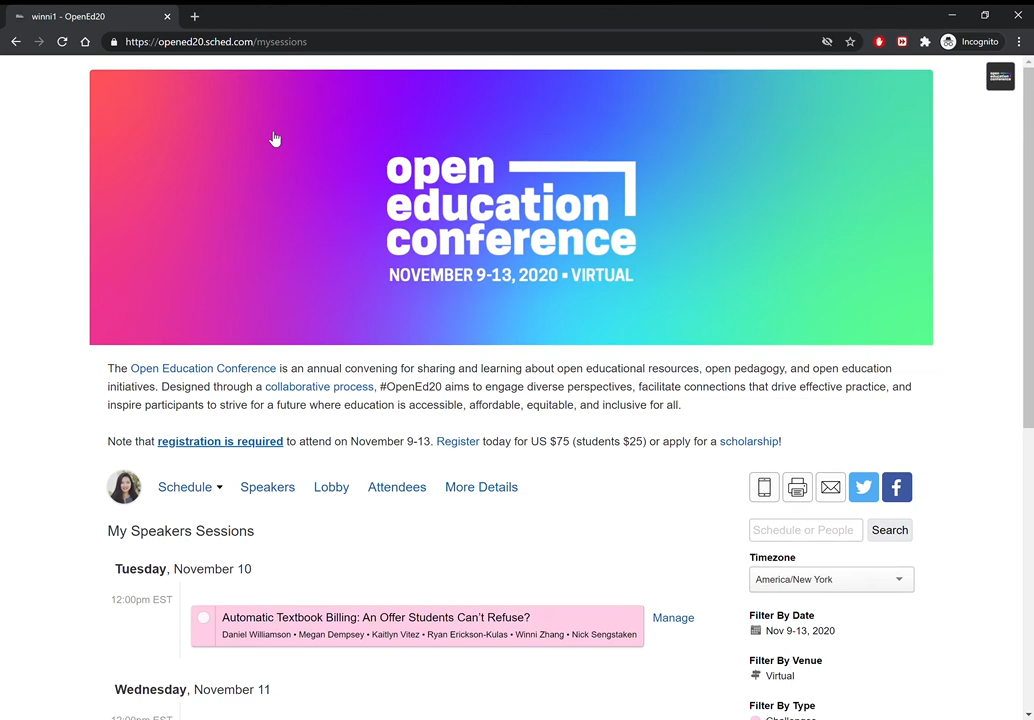 winni1 - OpenEd20
https://opened20.sched.com/mysessions
Incognito
open
education
conference
NOVEMBER 9-13, 2020 • VIRTUAL
The Open Education Conference is an annual convening for sharing and learning about open educational resources, open pedagogy, and open education
initiatives. Designed through a collaborative process, #OpenEd20 aims to engage diverse perspectives, facilitate connections that drive effective practice, and
inspire participants to strive for a future where education is accessible, affordable, equitable, and inclusive for all.
Note that registration is required to attend on November 9-13. Register today for US $75 (students $25) or apply for a scholarship!
Schedule Speakers Lobby Attendees More Details
My Speakers Sessions
Schedule or People Search
Timezone
America/New York
Tuesday, November 10
12:00pm EST
Automatic Textbook Billing: An Offer Students Can't Refuse?
Daniel Williamson • Megan Dempsey • Kaitlyn Vitez • Ryan Erickson-Kulas • Winni Zhang • Nick Sengstaken
Manage
Filter By Date
Nov 9-13, 2020
Filter By Venue
Virtual
Filter By Type
Wednesday, November 11